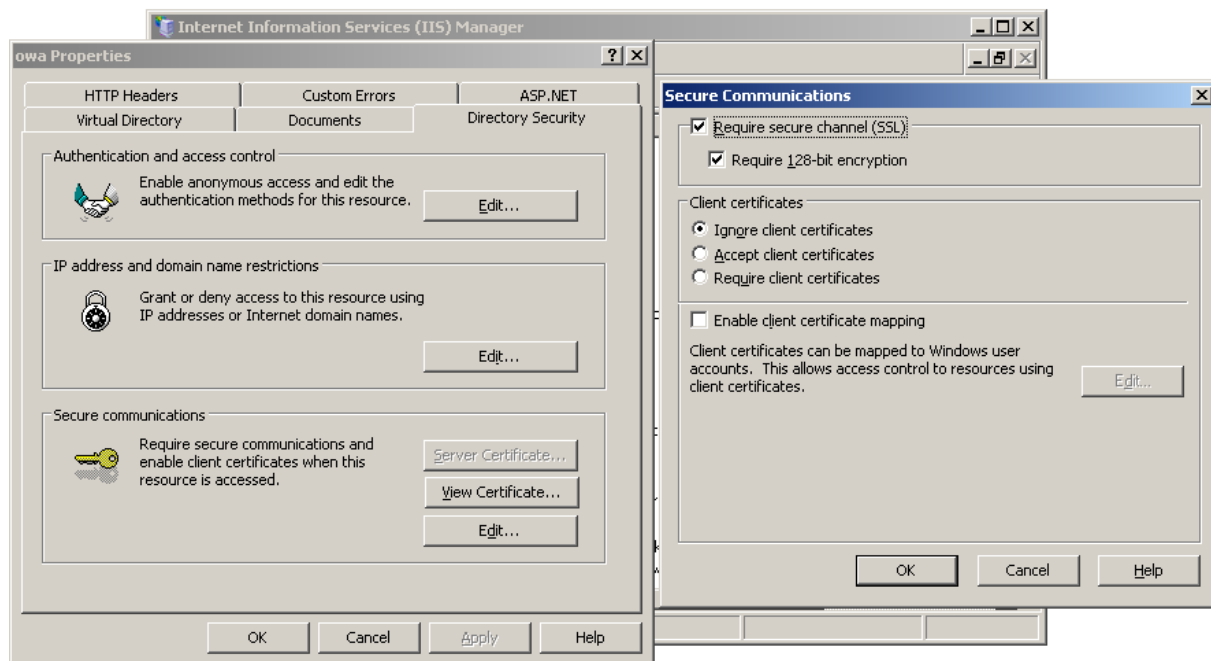 Internet Information Services (IIS) Manager
owa Properties
HTTP Headers
Custom Errors
ASP.NET
Virtual Directory
Documents
Directory Security
Authentication and access control
Enable anonymous access and edit the
authentication methods for this resource.
Edit...
IP address and domain name restrictions
Grant or deny access to this resource using
IP addresses or Internet domain names.
Edit...
Secure communications
Require secure communications and
enable client certificates when this
resource is accessed.
Server Certificate...
View Certificate...
Edit...
OK
Cancel
Apply
Help
Secure Communications
Require secure channel (SSL)
Require 128-bit encryption
Client certificates
Ignore client certificates
Accept client certificates
Require client certificates
Enable client certificate mapping
Client certificates can be mapped to Windows user
accounts.  This allows access control to resources using
client certificates.
Edit...
OK
Cancel
Help